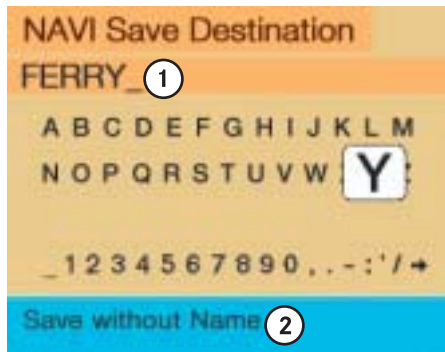 NAVI Save Destination
FERRY_ 1
A B C D E F G H I J K L M
N O P Q R S T U V W Y
_ 1 2 3 4 5 6 7 8 9 0 , . - : ' / →
Save without Name 2